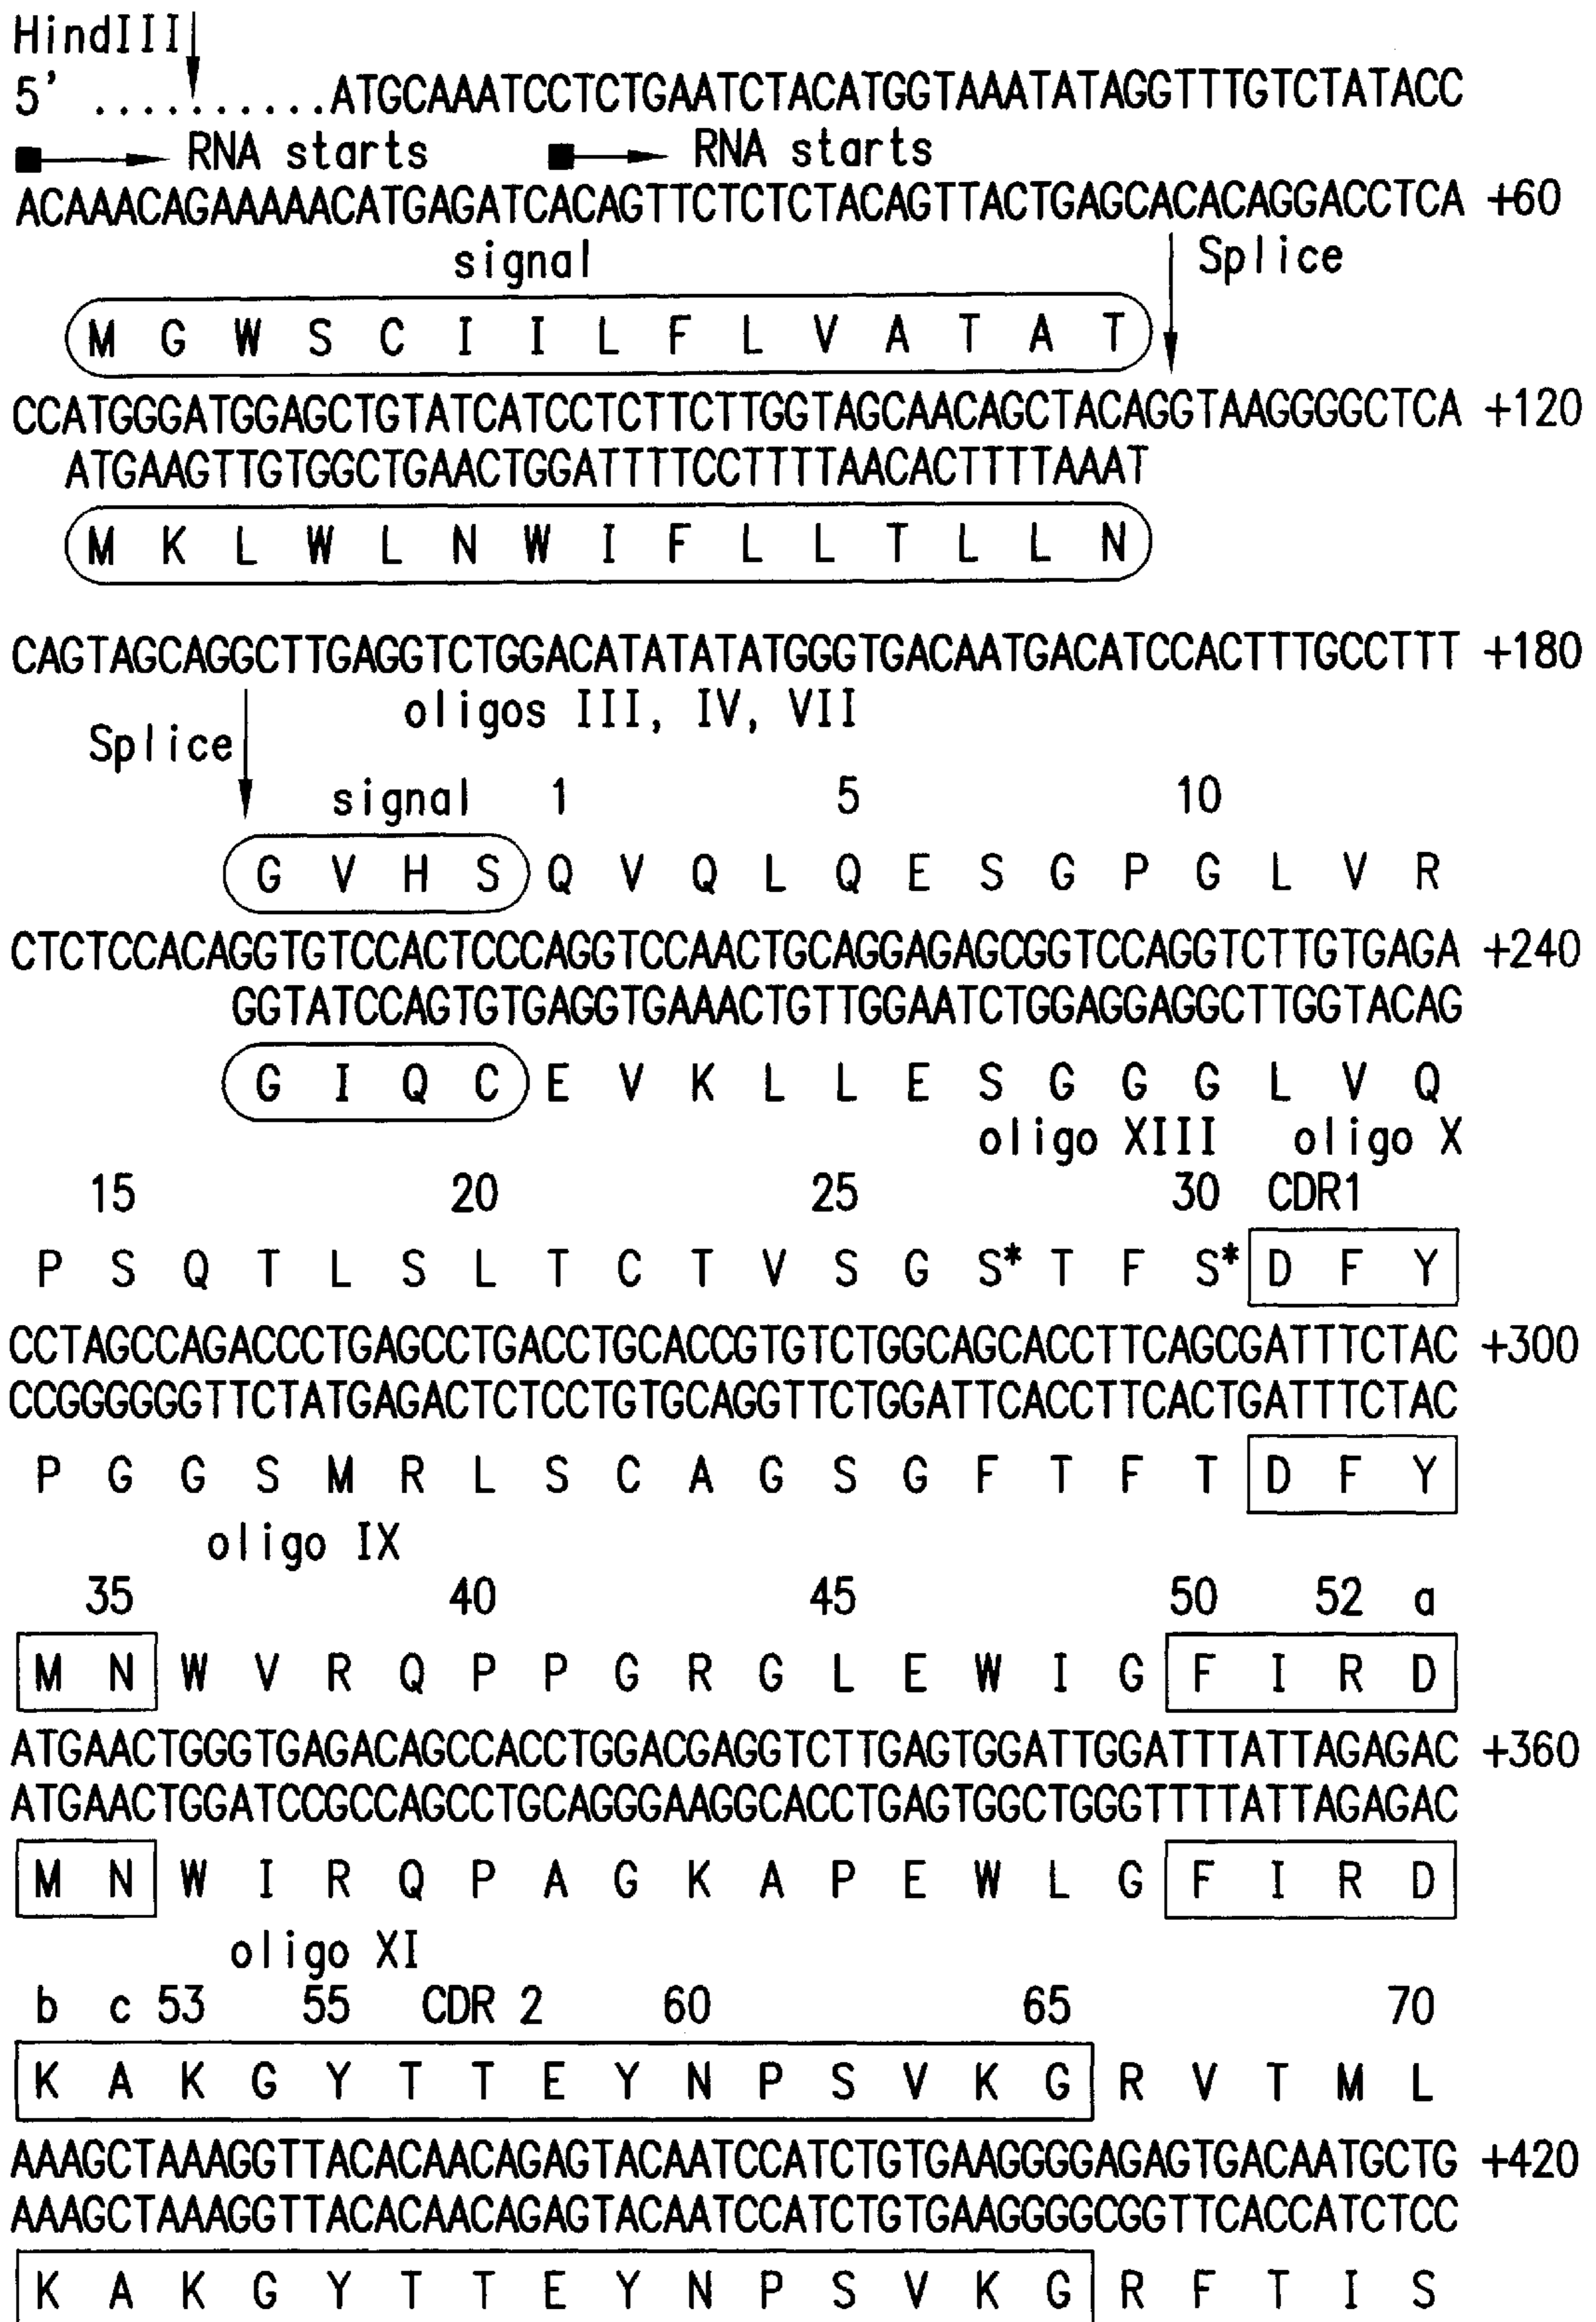 HindIII
5' ..........ATGCAAATCCTCTGAATCTACATGGTAAATATAGGTTTGTCTATACC
RNA starts RNA starts
ACAAACAGAAAAACATGAGATCACAGTTCTCTCTACAGTTACTGAGCACACAGGACCTCA +60
signal Splice
M G W S C I I L F L V A T A T
CCATGGGATGGAGCTGTATCATCCTCTTCTTGGTAGCAACAGCTACAGGTAAGGGGCTCA +120
ATGAAGTTGTGGCTGAACTGGATTTTCCTTTTAACACTTTTAAAT
M K L W L N W I F L L T L L N
CAGTAGCAGGCTTGAGGTCTGGACATATATATGGGTGACAATGACATCCACTTTGCCTTT +180
oligos III, IV, VII
Splice
signal 1 5 10
G V H S Q V Q L Q E S G P G L V R
CTCTCCACAGGTGTCCACTCCCAGGTCCAACTGCAGGAGAGCGGTCCAGGTCTTGTGAGA +240
GGTATCCAGTGTGAGGTGAAACTGTTGGAATCTGGAGGAGGCTTGGTACAG
G I Q C E V K L L E S G G G L V Q
oligo XIII oligo X
15 20 25 30 CDR1
P S Q T L S L T C T V S G S* T F S* D F Y
CCTAGCCAGACCCTGAGCCTGACCTGCACCGTGTCTGGCAGCACCTTCAGCGATTTCTAC +300
CCGGGGGGTTCTATGAGACTCTCCTGTGCAGGTTCTGGATTCACCTTCACTGATTTCTAC
P G G S M R L S C A G S G F T F T D F Y
oligo IX
35 40 45 50 52 a
M N W V R Q P P G R G L E W I G F I R D
ATGAACTGGGTGAGACAGCCACCTGGACGAGGTCTTGAGTGGATTGGATTTATTAGAGAC +360
ATGAACTGGATCCGCCAGCCTGCAGGGAAGGCACCTGAGTGGCTGGGTTTTATTAGAGAC
M N W I R Q P A G K A P E W L G F I R D
oligo XI
b c 53 55 CDR 2 60 65 70
K A K G Y T T E Y N P S V K G R V T M L
AAAGCTAAAGGTTACACAACAGAGTACAATCCATCTGTGAAGGGGAGAGTGACAATGCTG +420
AAAGCTAAAGGTTACACAACAGAGTACAATCCATCTGTGAAGGGGCGGTTCACCATCTCC
K A K G Y T T E Y N P S V K G R F T I S